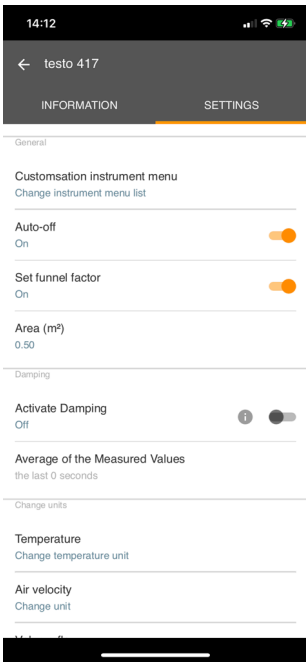 14:12
testo 417
INFORMATION SETTINGS
General
Customsation instrument menu
Change instrument menu list
Auto-off
On
Set funnel factor
On
Area (m²)
0.50
Damping
Activate Damping
Off
Average of the Measured Values
the last 0 seconds
Change units
Temperature
Change temperature unit
Air velocity
Change unit